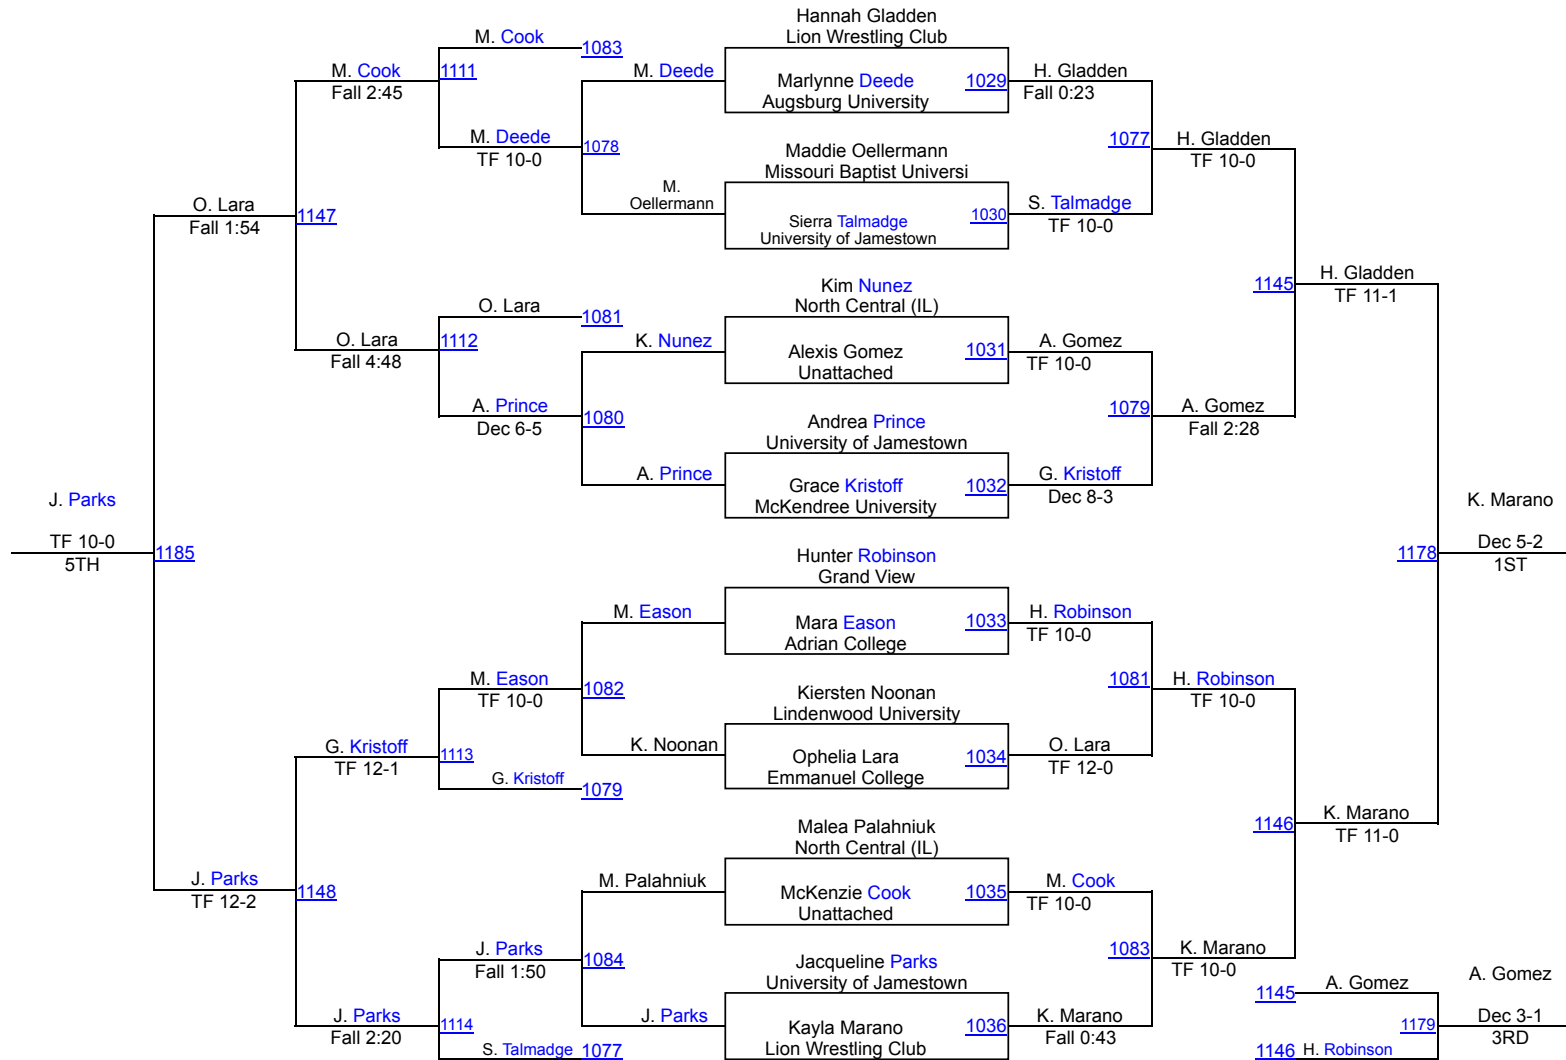 Hannah Gladden
Lion Wrestling Club
M. Cook
1083
M. Cook
1111
Fall 2:45
M. Deede
Marlynne Deede
1029
Augsburg University
H. Gladden
Fall 0:23
M. Deede
1078
TF 10-0
1077
H. Gladden
TF 10-0
Maddie Oellermann
Missouri Baptist Universi
M.
Oellermann
Sierra Talmadge
1030
University of Jamestown
S. Talmadge
TF 10-0
O. Lara
1147
Fall 1:54
Kim Nunez
North Central (IL)
1145
H. Gladden
TF 11-1
O. Lara
1081
O. Lara
1112
Fall 4:48
K. Nunez
Alexis Gomez
1031
Unattached
A. Gomez
TF 10-0
A. Prince
1080
Dec 6-5
1079
A. Gomez
Fall 2:28
Andrea Prince
University of Jamestown
A. Prince
Grace Kristoff
1032
McKendree University
G. Kristoff
Dec 8-3
J. Parks
TF 10-0
5TH
1185
K. Marano
1178
Dec 5-2
1ST
Hunter Robinson
Grand View
M. Eason
Mara Eason
1033
Adrian College
H. Robinson
TF 10-0
M. Eason
1082
TF 10-0
1081
H. Robinson
TF 10-0
Kiersten Noonan
Lindenwood University
G. Kristoff
1113
TF 12-1
K. Noonan
Ophelia Lara
1034
Emmanuel College
O. Lara
TF 12-0
G. Kristoff
1079
Malea Palahniuk
North Central (IL)
1146
K. Marano
TF 11-0
J. Parks
1148
TF 12-2
M. Palahniuk
McKenzie Cook
1035
Unattached
M. Cook
TF 10-0
J. Parks
1084
Fall 1:50
1083
K. Marano
TF 10-0
Jacqueline Parks
University of Jamestown
J. Parks
1114
Fall 2:20
J. Parks
Kayla Marano
1036
Lion Wrestling Club
K. Marano
Fall 0:43
S. Talmadge
1077
1145
A. Gomez
A. Gomez
1179
Dec 3-1
3RD
1146
H. Robinson